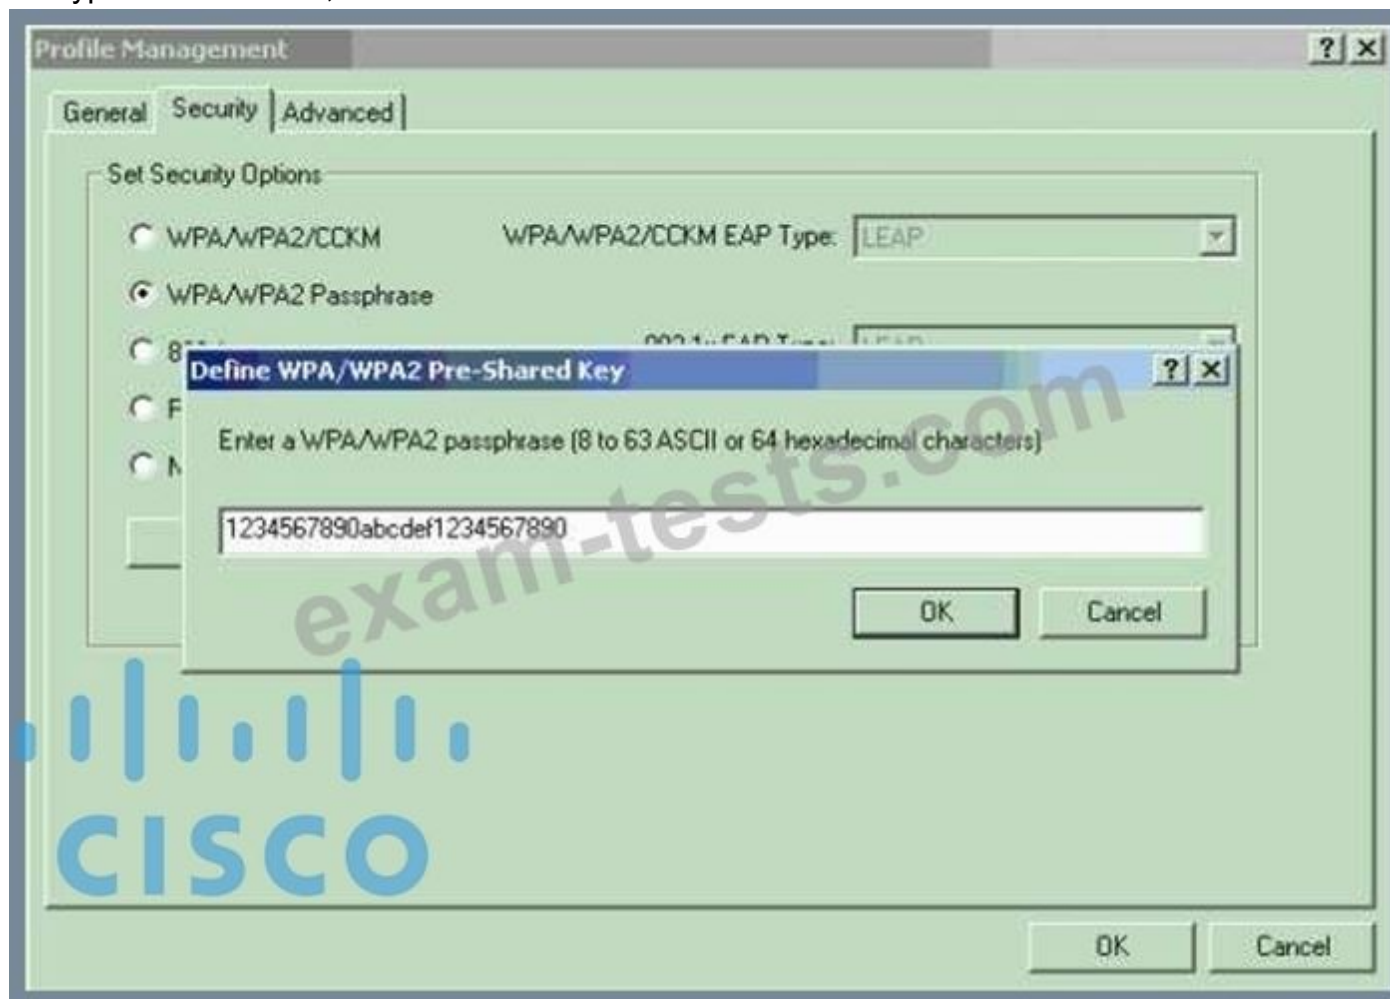 Profile Management
General Security Advanced
Set Security Options
WPA/WPA2/CCKM WPA/WPA2/CCKM EAP Type: LEAP
WPA/WPA2 Passphrase
Define WPA/WPA2 Pre-Shared Key
Enter a WPA/WPA2 passphrase (8 to 63 ASCII or 64 hexadecimal characters)
1234567890abcdef1234567890
exam-tests.com
OK Cancel
CISCO
OK Cancel